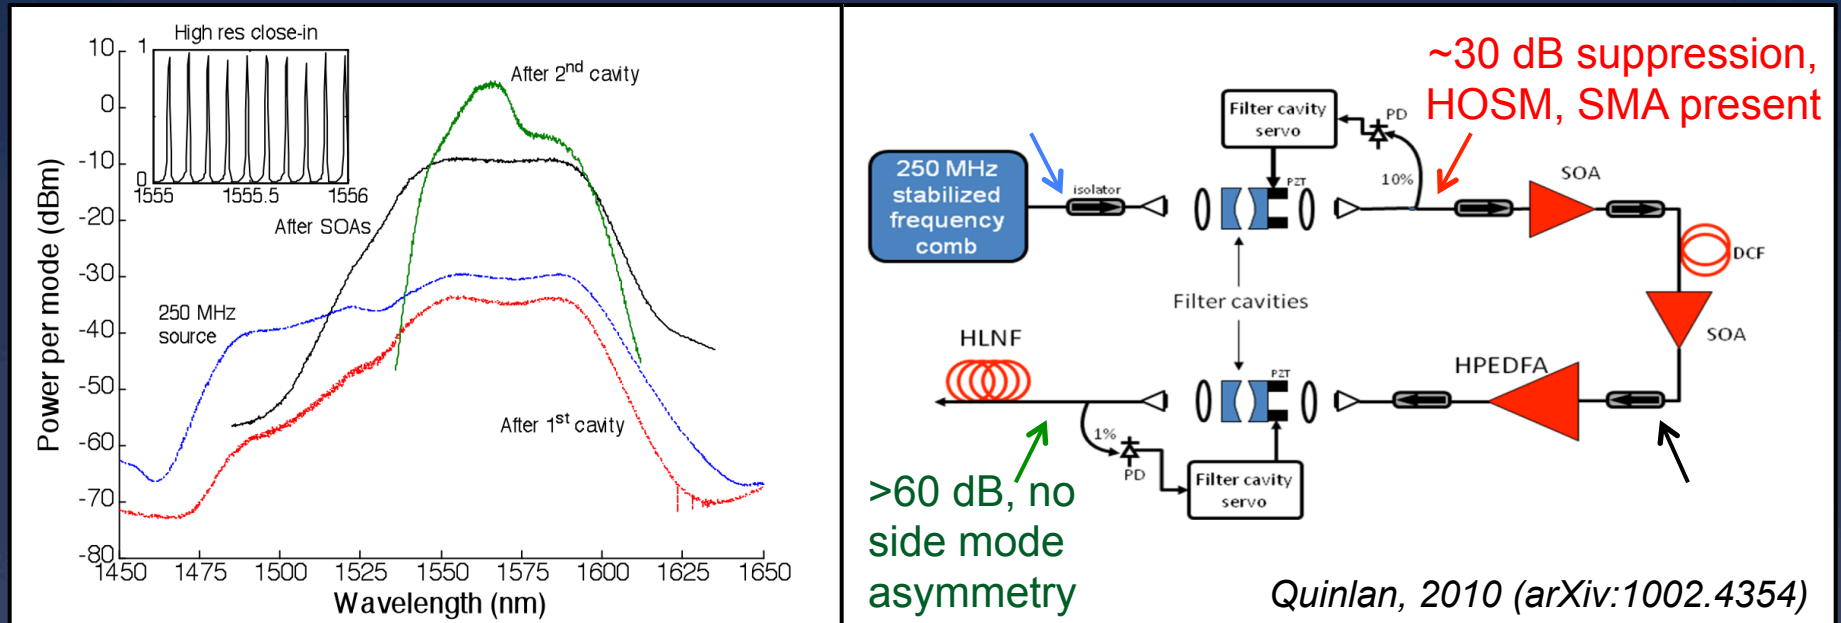 High res close-in
1
0
1555
1555.5
1556
10
0
-10
-20
-30
-40
-50
-60
-70
-80
Power per mode (dBm)
After 2nd cavity
After SOAs
250 MHz
source
After 1st cavity
1450
1475
1500
1525
1550
1575
1600
1625
1650
Wavelength (nm)
~30 dB suppression,
HOSM, SMA present
Filter cavity
servo
PD
10%
250 MHz
stabilized
frequency
comb
isolator
PZT
SOA
DCF
Filter cavities
SOA
HLNF
HPEDFA
PZT
1%
PD
Filter cavity
servo
>60 dB, no
side mode
asymmetry
Quinlan, 2010 (arXiv:1002.4354)